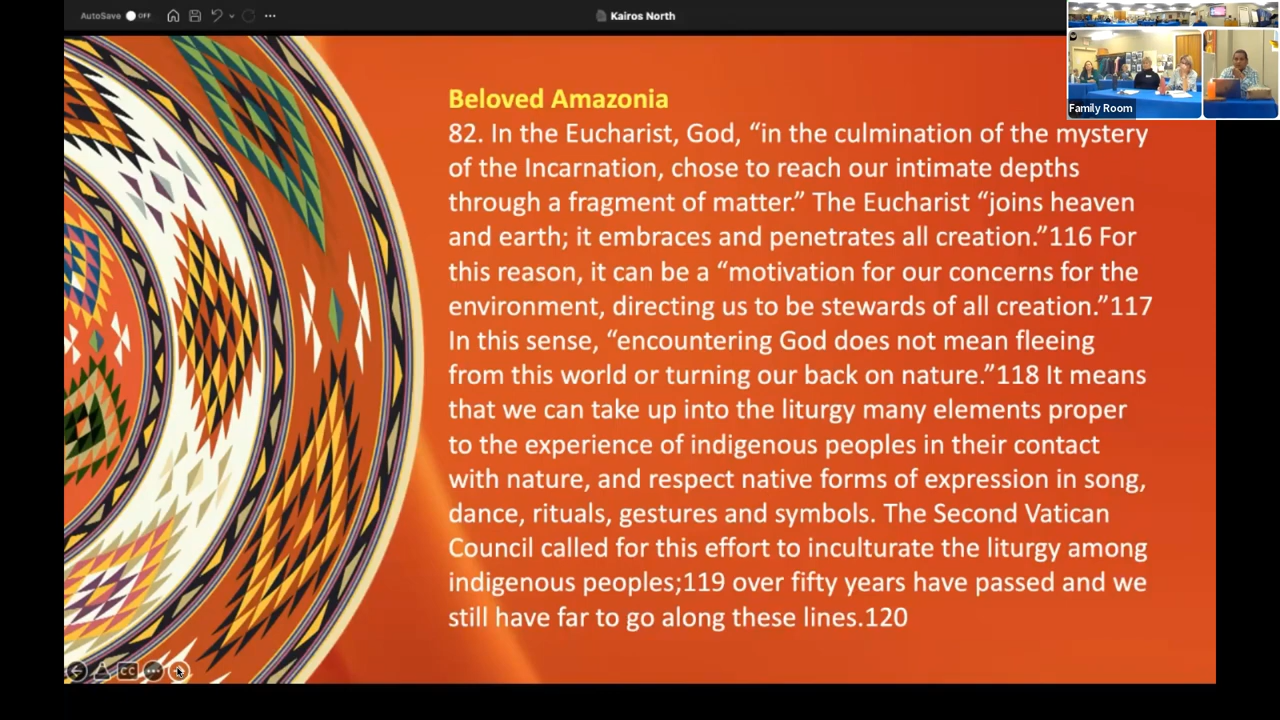 AutoSave OFF
Kairos North
Family Room
Beloved Amazonia
82. In the Eucharist, God, “in the culmination of the mystery
of the Incarnation, chose to reach our intimate depths
through a fragment of matter.” The Eucharist “joins heaven
and earth; it embraces and penetrates all creation.”116 For
this reason, it can be a “motivation for our concerns for the
environment, directing us to be stewards of all creation.”117
In this sense, “encountering God does not mean fleeing
from this world or turning our back on nature.”118 It means
that we can take up into the liturgy many elements proper
to the experience of indigenous peoples in their contact
with nature, and respect native forms of expression in song,
dance, rituals, gestures and symbols. The Second Vatican
Council called for this effort to inculturate the liturgy among
indigenous peoples;119 over fifty years have passed and we
still have far to go along these lines.120
CC